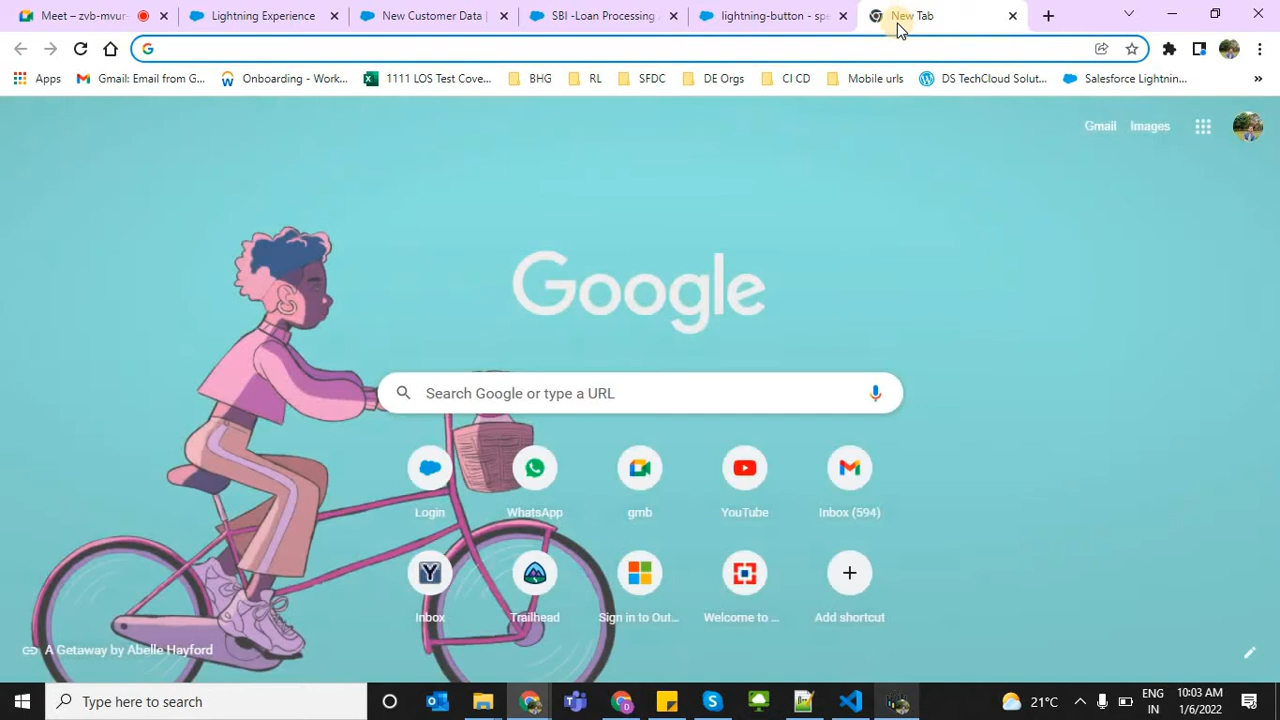 Meet – zvb-mvur-
Lightning Experience
New Customer Data |
SBI -Loan Processing
lightning-button - spe
New Tab
Apps
Gmail: Email from G...
Onboarding - Work...
1111 LOS Test Cove...
BHG
RL
SFDC
DE Orgs
CI CD
Mobile urls
DS TechCloud Solut...
Salesforce Lightnin...
»
Gmail
Images
Google
Search Google or type a URL
Login
WhatsApp
gmb
YouTube
Inbox (594)
Inbox
Trailhead
Sign in to Out...
Welcome to ...
Add shortcut
A Getaway by Abelle Hayford
Type here to search
21°C
ENG
IN
10:03 AM
1/6/2022